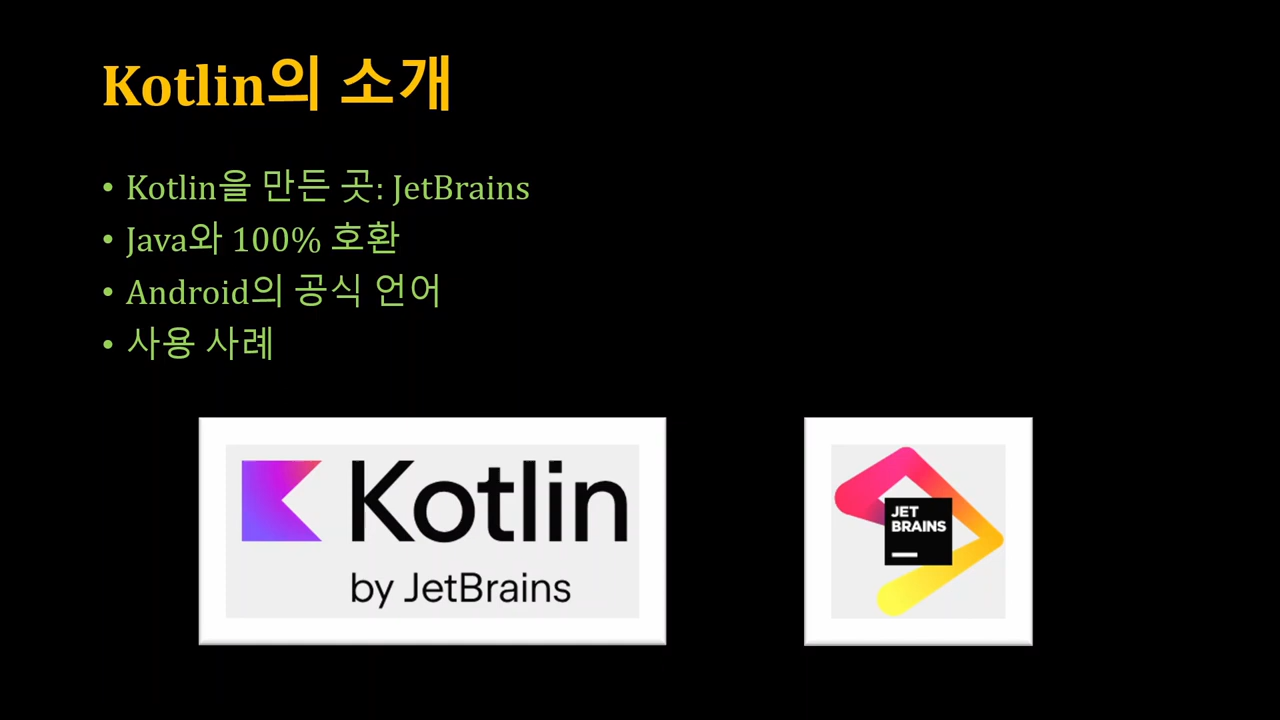 Kotlin의 소개
• Kotlin을 만든 곳: JetBrains
• Java와 100% 호환
• Android의 공식 언어
• 사용 사례
Kotlin
by JetBrains
JET
BRAINS